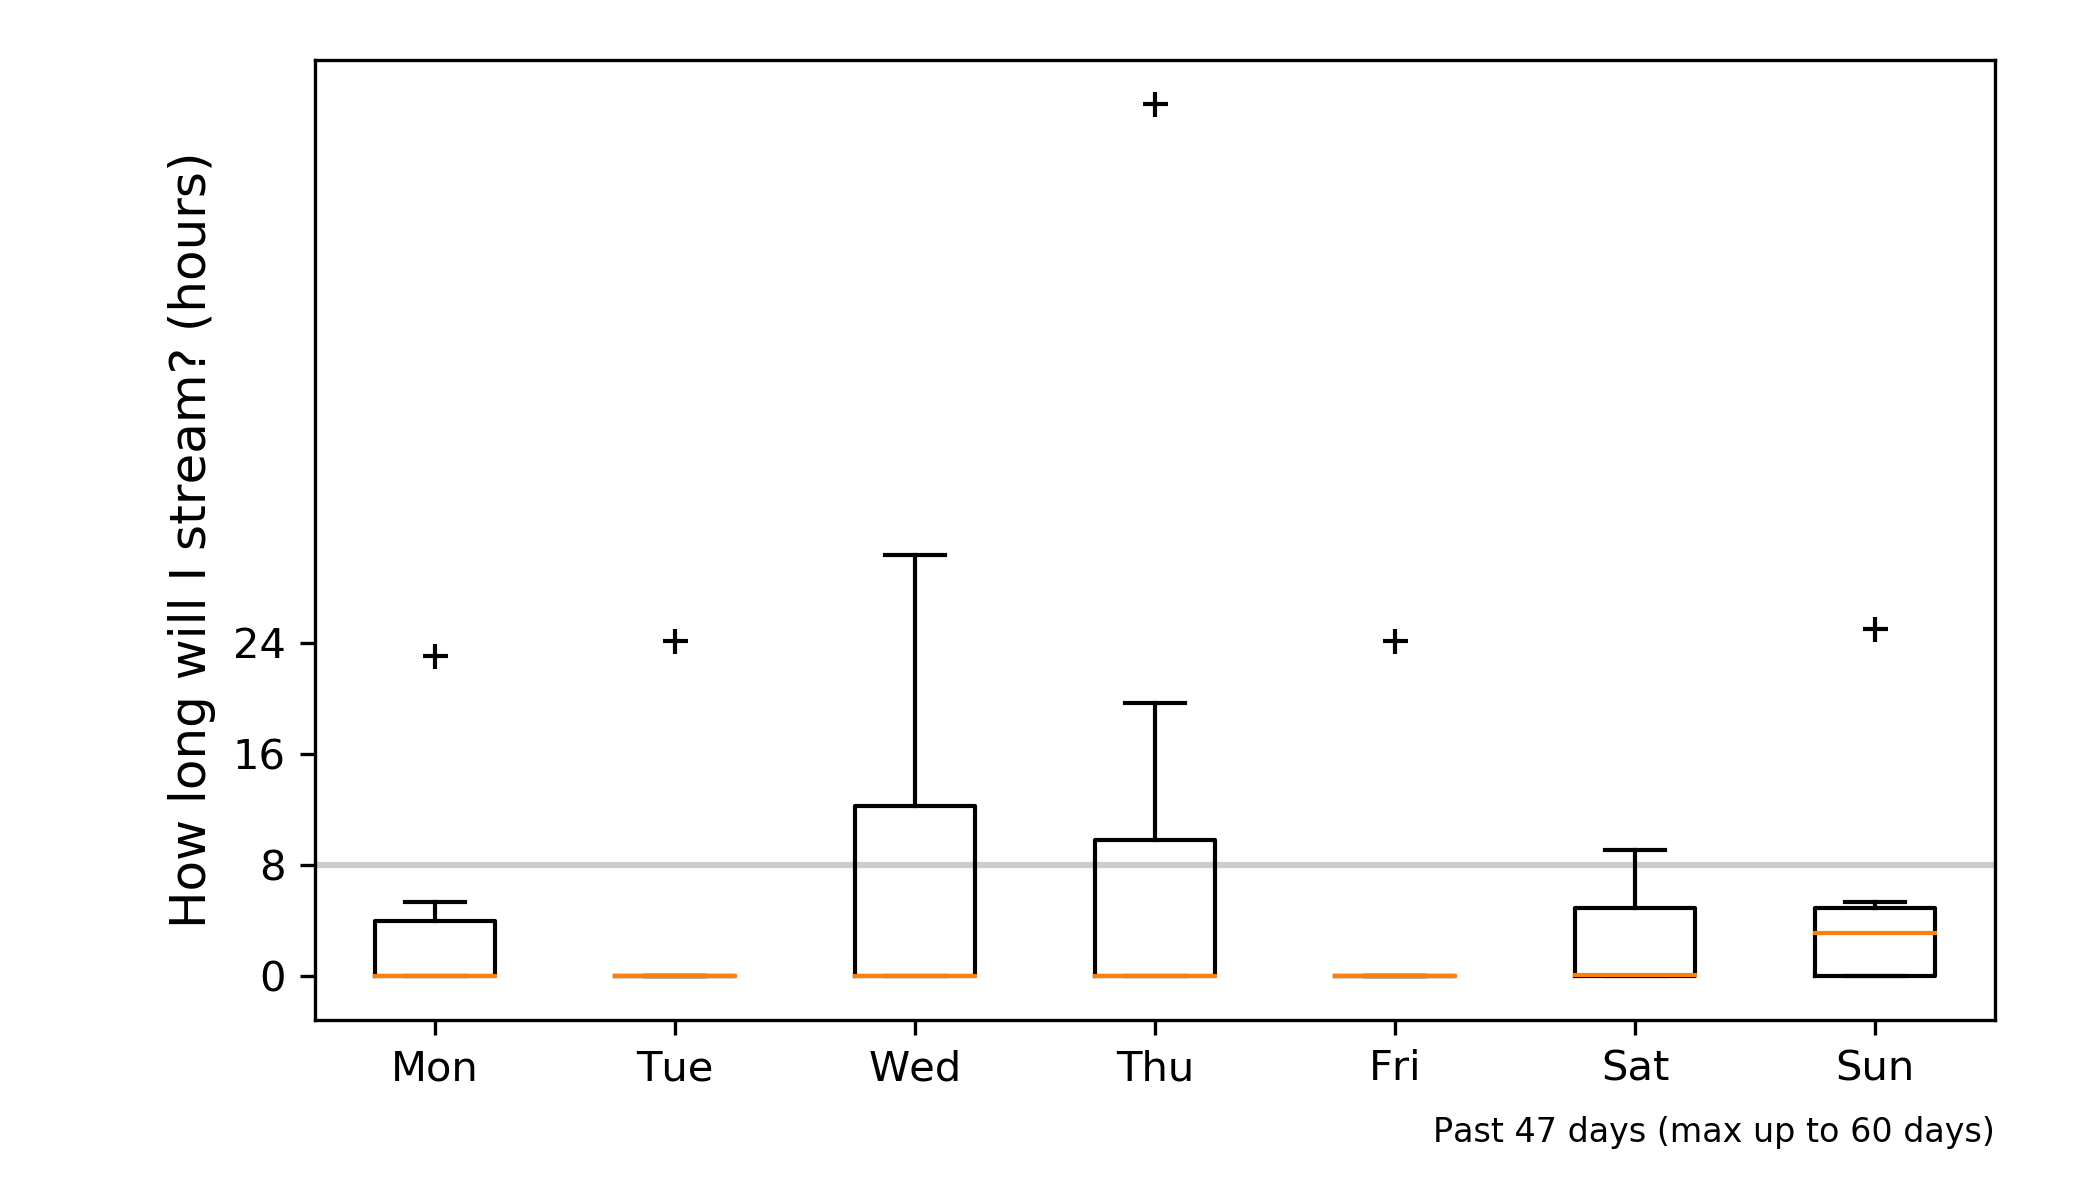 How long will I stream? (hours)
24
16
8
0
Mon Tue Wed Thu Fri Sat Sun
Past 47 days (max up to 60 days)